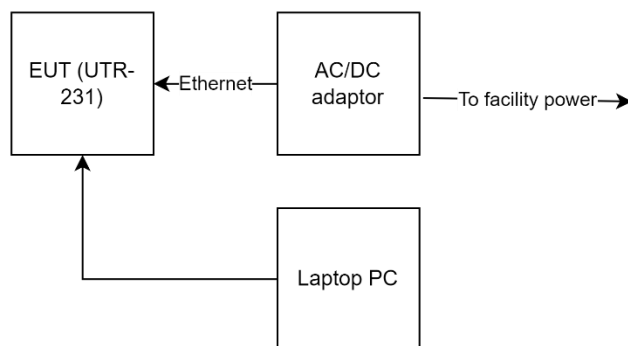 EUT (UTR-
231)
Ethernet
AC/DC
adaptor
To facility power
Laptop PC